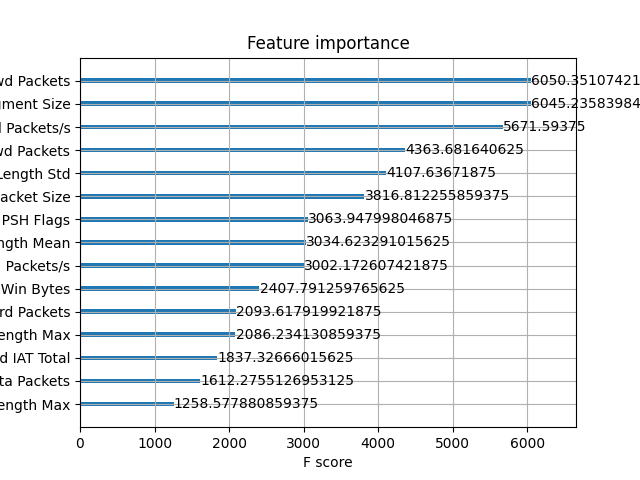 Feature importance
wd Packets 6050.35107421
gment Size 6045.23583984
d Packets/s 5671.59375
wd Packets 4363.681640625
Length Std 4107.63671875
acket Size 3816.812255859375
PSH Flags 3063.947998046875
ngth Mean 3034.623291015625
Packets/s 3002.172607421875
Win Bytes 2407.791259765625
rd Packets 2093.617919921875
ength Max 2086.234130859375
d IAT Total 1837.32666015625
ta Packets 1612.2755126953125
ength Max 1258.577880859375
0 1000 2000 3000 4000 5000 6000
F score